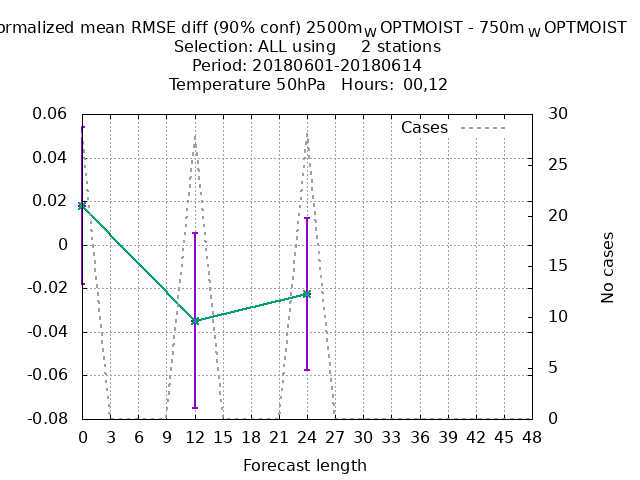 ormalized mean RMSE diff (90% conf) 2500mWOPTMOIST - 750mWOPTMOIST
Selection: ALL using 2 stations
Period: 20180601-20180614
Temperature 50hPa Hours: 00,12
0.06 30
Cases
0.04 25
0.02 20
0 15
-0.02 10
-0.04
-0.06 5
-0.08 0
No cases
0 3 6 9 12 15 18 21 24 27 30 33 36 39 42 45 48
Forecast length